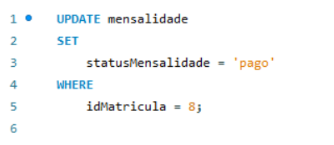 1 UPDATE mensalidade
2 SET
3 statusMensalidade = 'pago'
4 WHERE
5 idMatricula = 8;
6